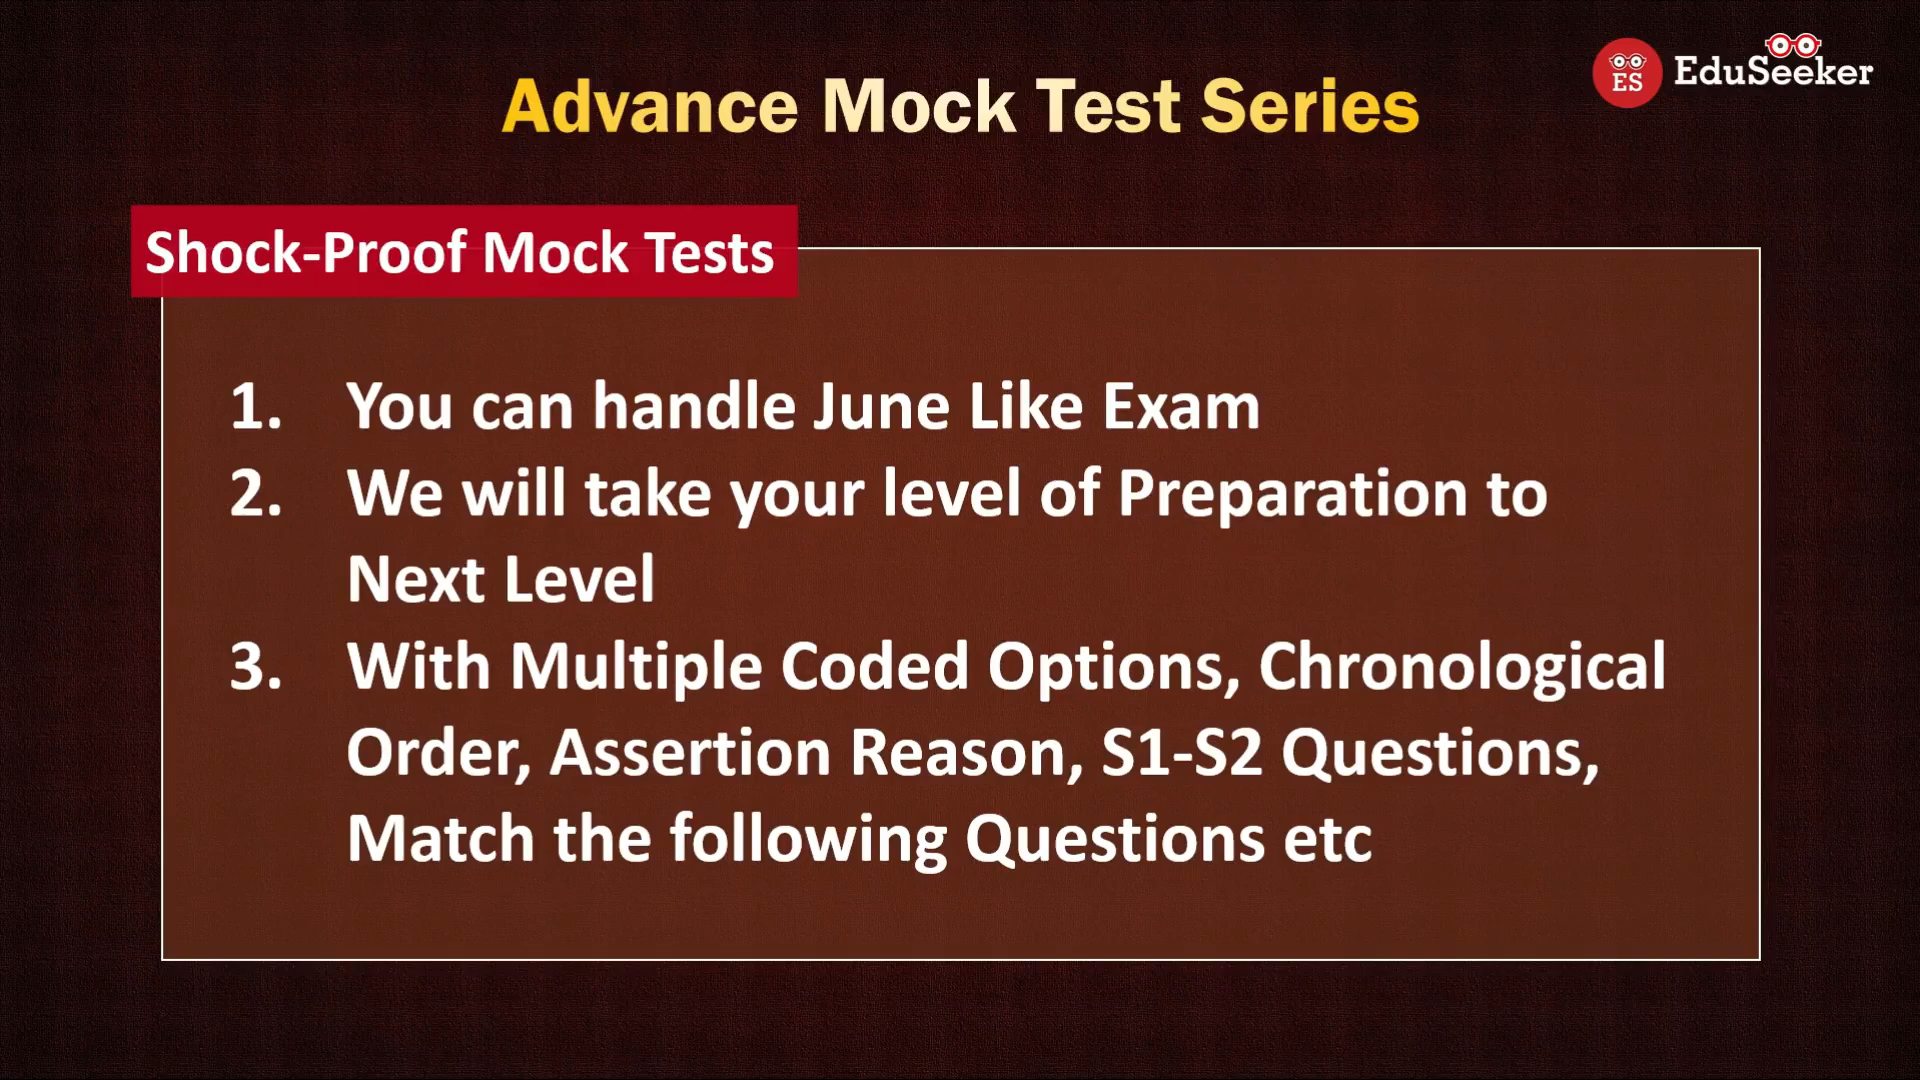 Advance Mock Test Series
ES EduSeeker
Shock-Proof Mock Tests
1. You can handle June Like Exam
2. We will take your level of Preparation to
Next Level
3. With Multiple Coded Options, Chronological
Order, Assertion Reason, S1-S2 Questions,
Match the following Questions etc